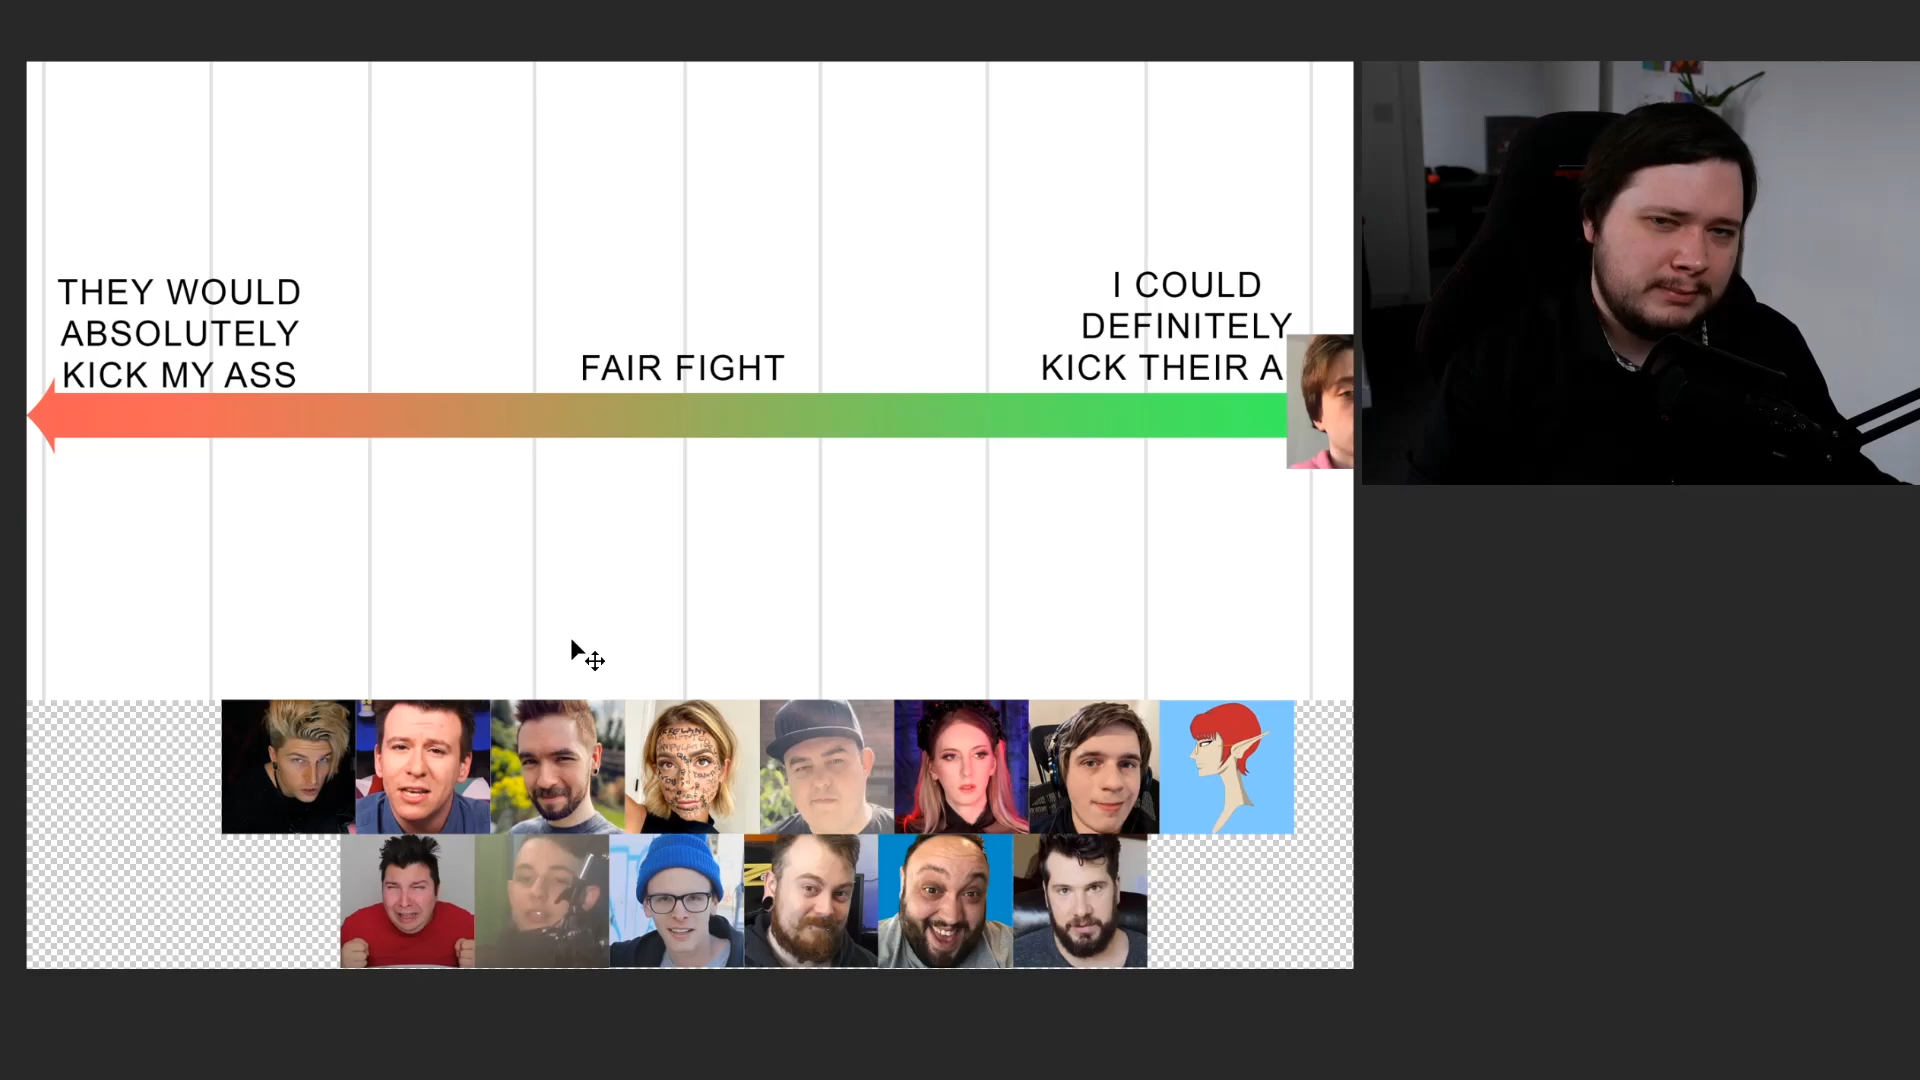 THEY WOULD
ABSOLUTELY
KICK MY ASS
FAIR FIGHT
I COULD
DEFINITELY
KICK THEIR A